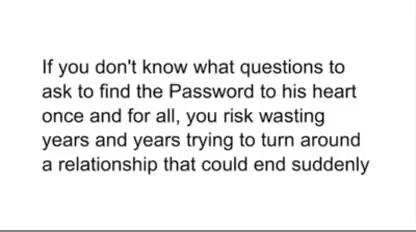 If you don't know what questions to
ask to find the Password to his heart
once and for all, you risk wasting
years and years trying to turn around
a relationship that could end suddenly